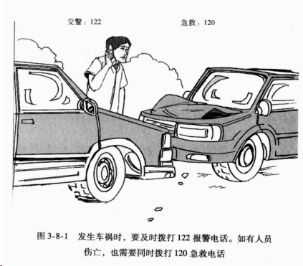 交警：122 急救：120
图 3-8-1 发生车祸时，要及时拨打 122 报警电话。如有人员
伤亡，也需要同时拨打 120 急救电话